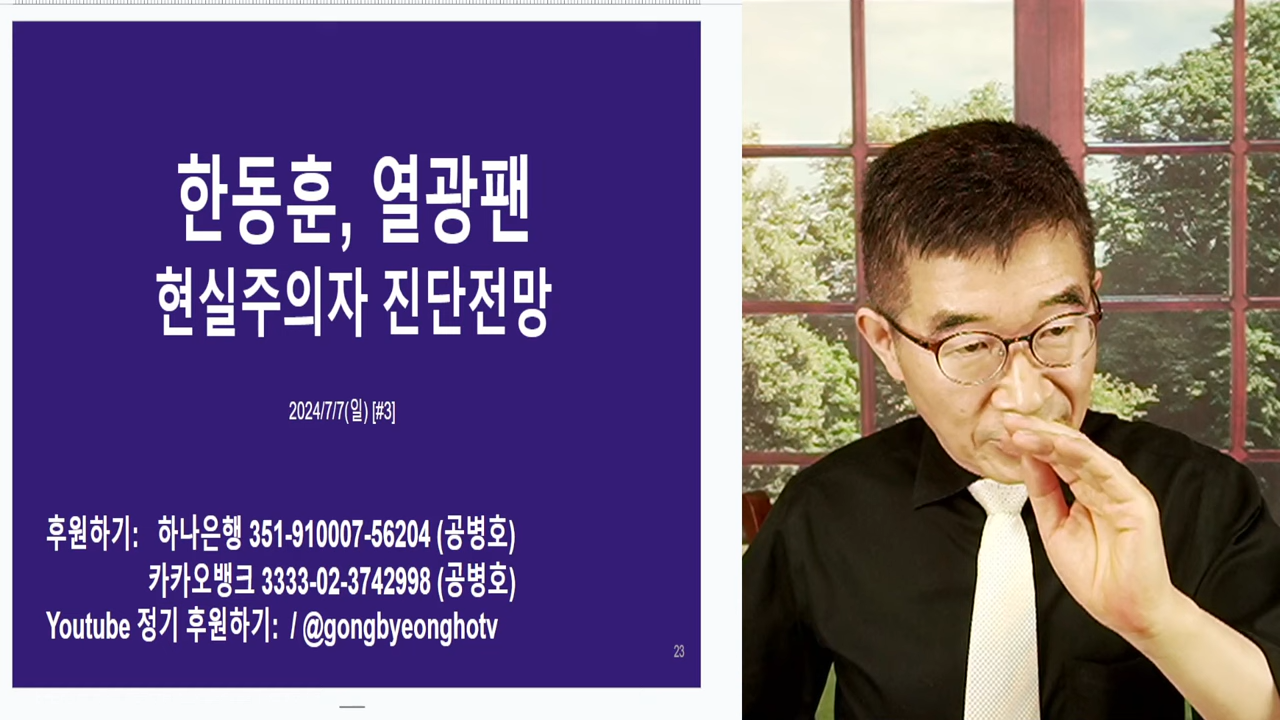 한동훈, 열광팬
현실주의자 진단전망
2024/7/7(일) [#3]
후원하기: 하나은행 351-910007-56204 (공병호)
카카오뱅크 3333-02-3742998 (공병호)
Youtube 정기 후원하기: / @gongbyeonghotv
23